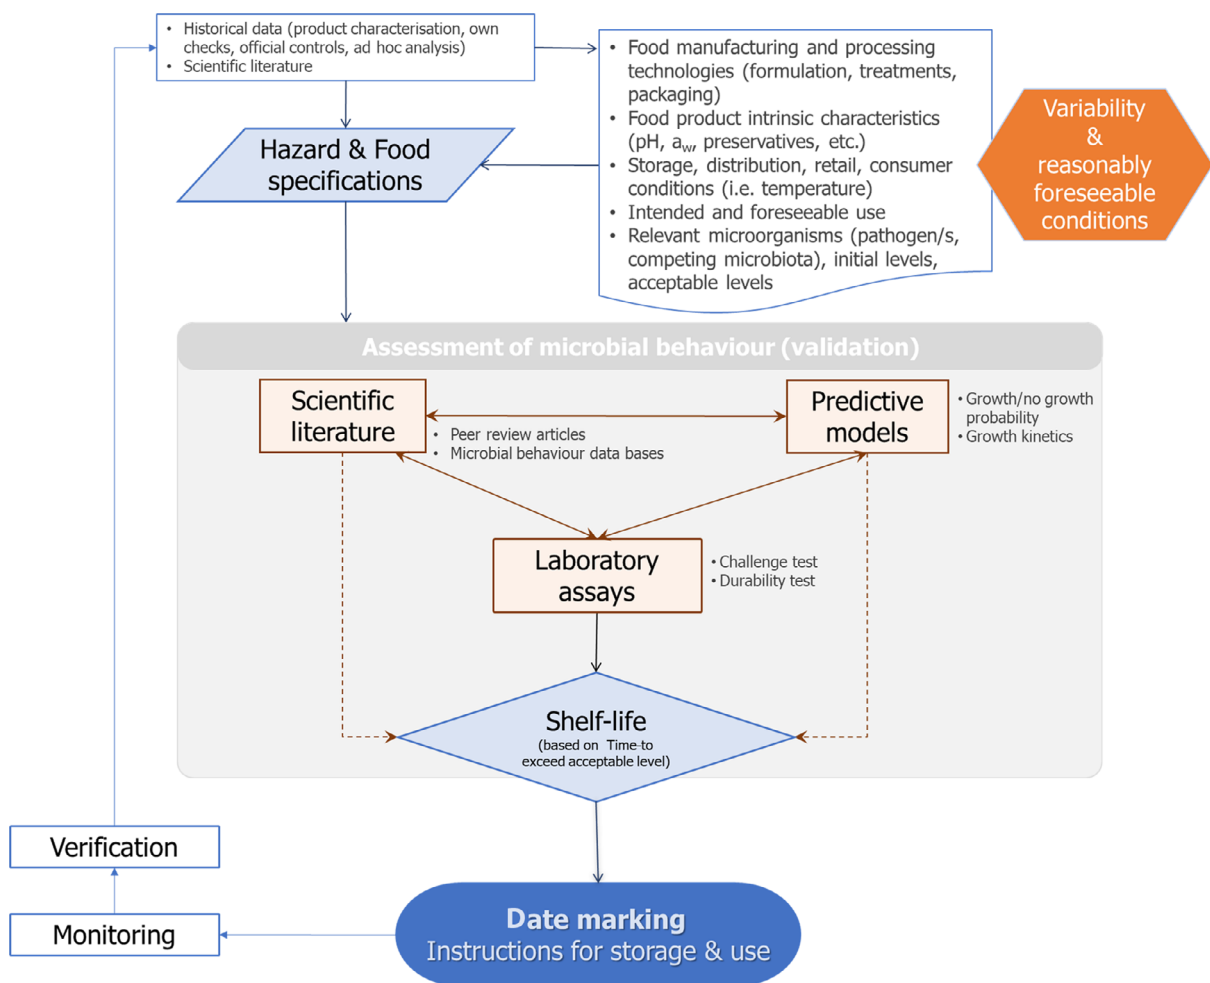 • Historical data (product characterisation, own
checks, official controls, ad hoc analysis)
• Scientific literature
• Food manufacturing and processing
technologies (formulation, treatments,
packaging)
• Food product intrinsic characteristics
(pH, aw, preservatives, etc.)
• Storage, distribution, retail, consumer
conditions (i.e. temperature)
• Intended and foreseeable use
• Relevant microorganisms (pathogen/s,
competing microbiota), initial levels,
acceptable levels
Variability
&
reasonably
foreseeable
conditions
Hazard & Food
specifications
Assessment of microbial behaviour (validation)
Scientific
literature
• Peer review articles
• Microbial behaviour data bases
Predictive
models
• Growth/no growth
probability
• Growth kinetics
Laboratory
assays
• Challenge test
• Durability test
Shelf-life
(based on Time-to
exceed acceptable level)
Verification
Monitoring
Date marking
Instructions for storage & use